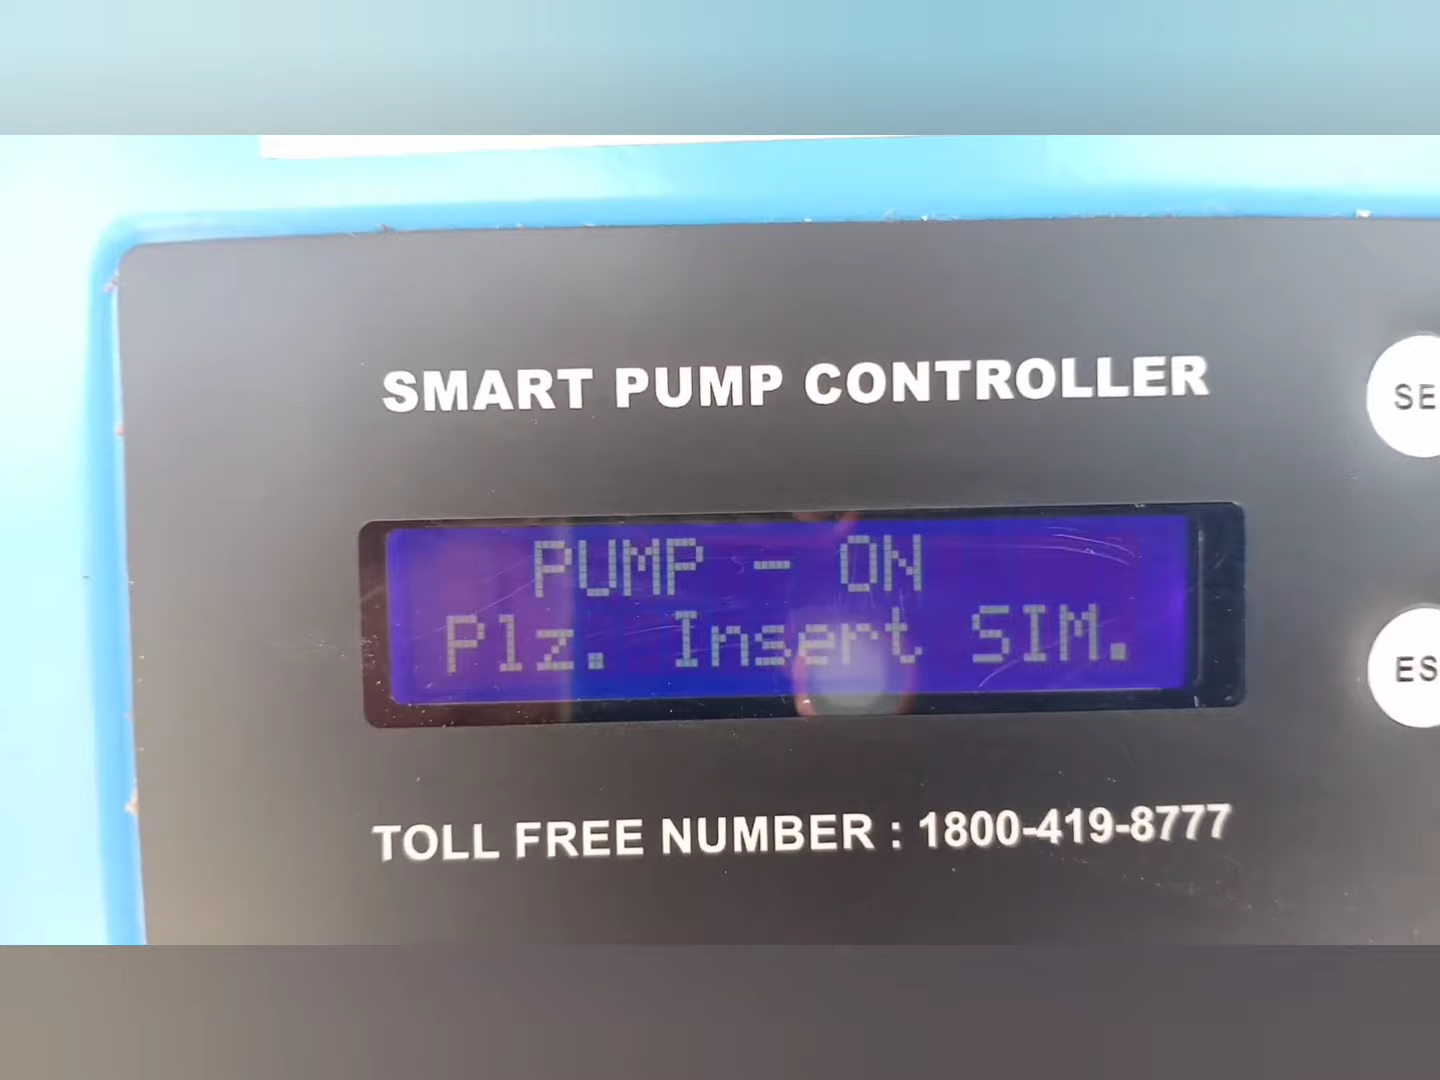 SMART PUMP CONTROLLER
SE
PUMP - ON
Plz. Insert SIM.
ES
TOLL FREE NUMBER : 1800-419-8777